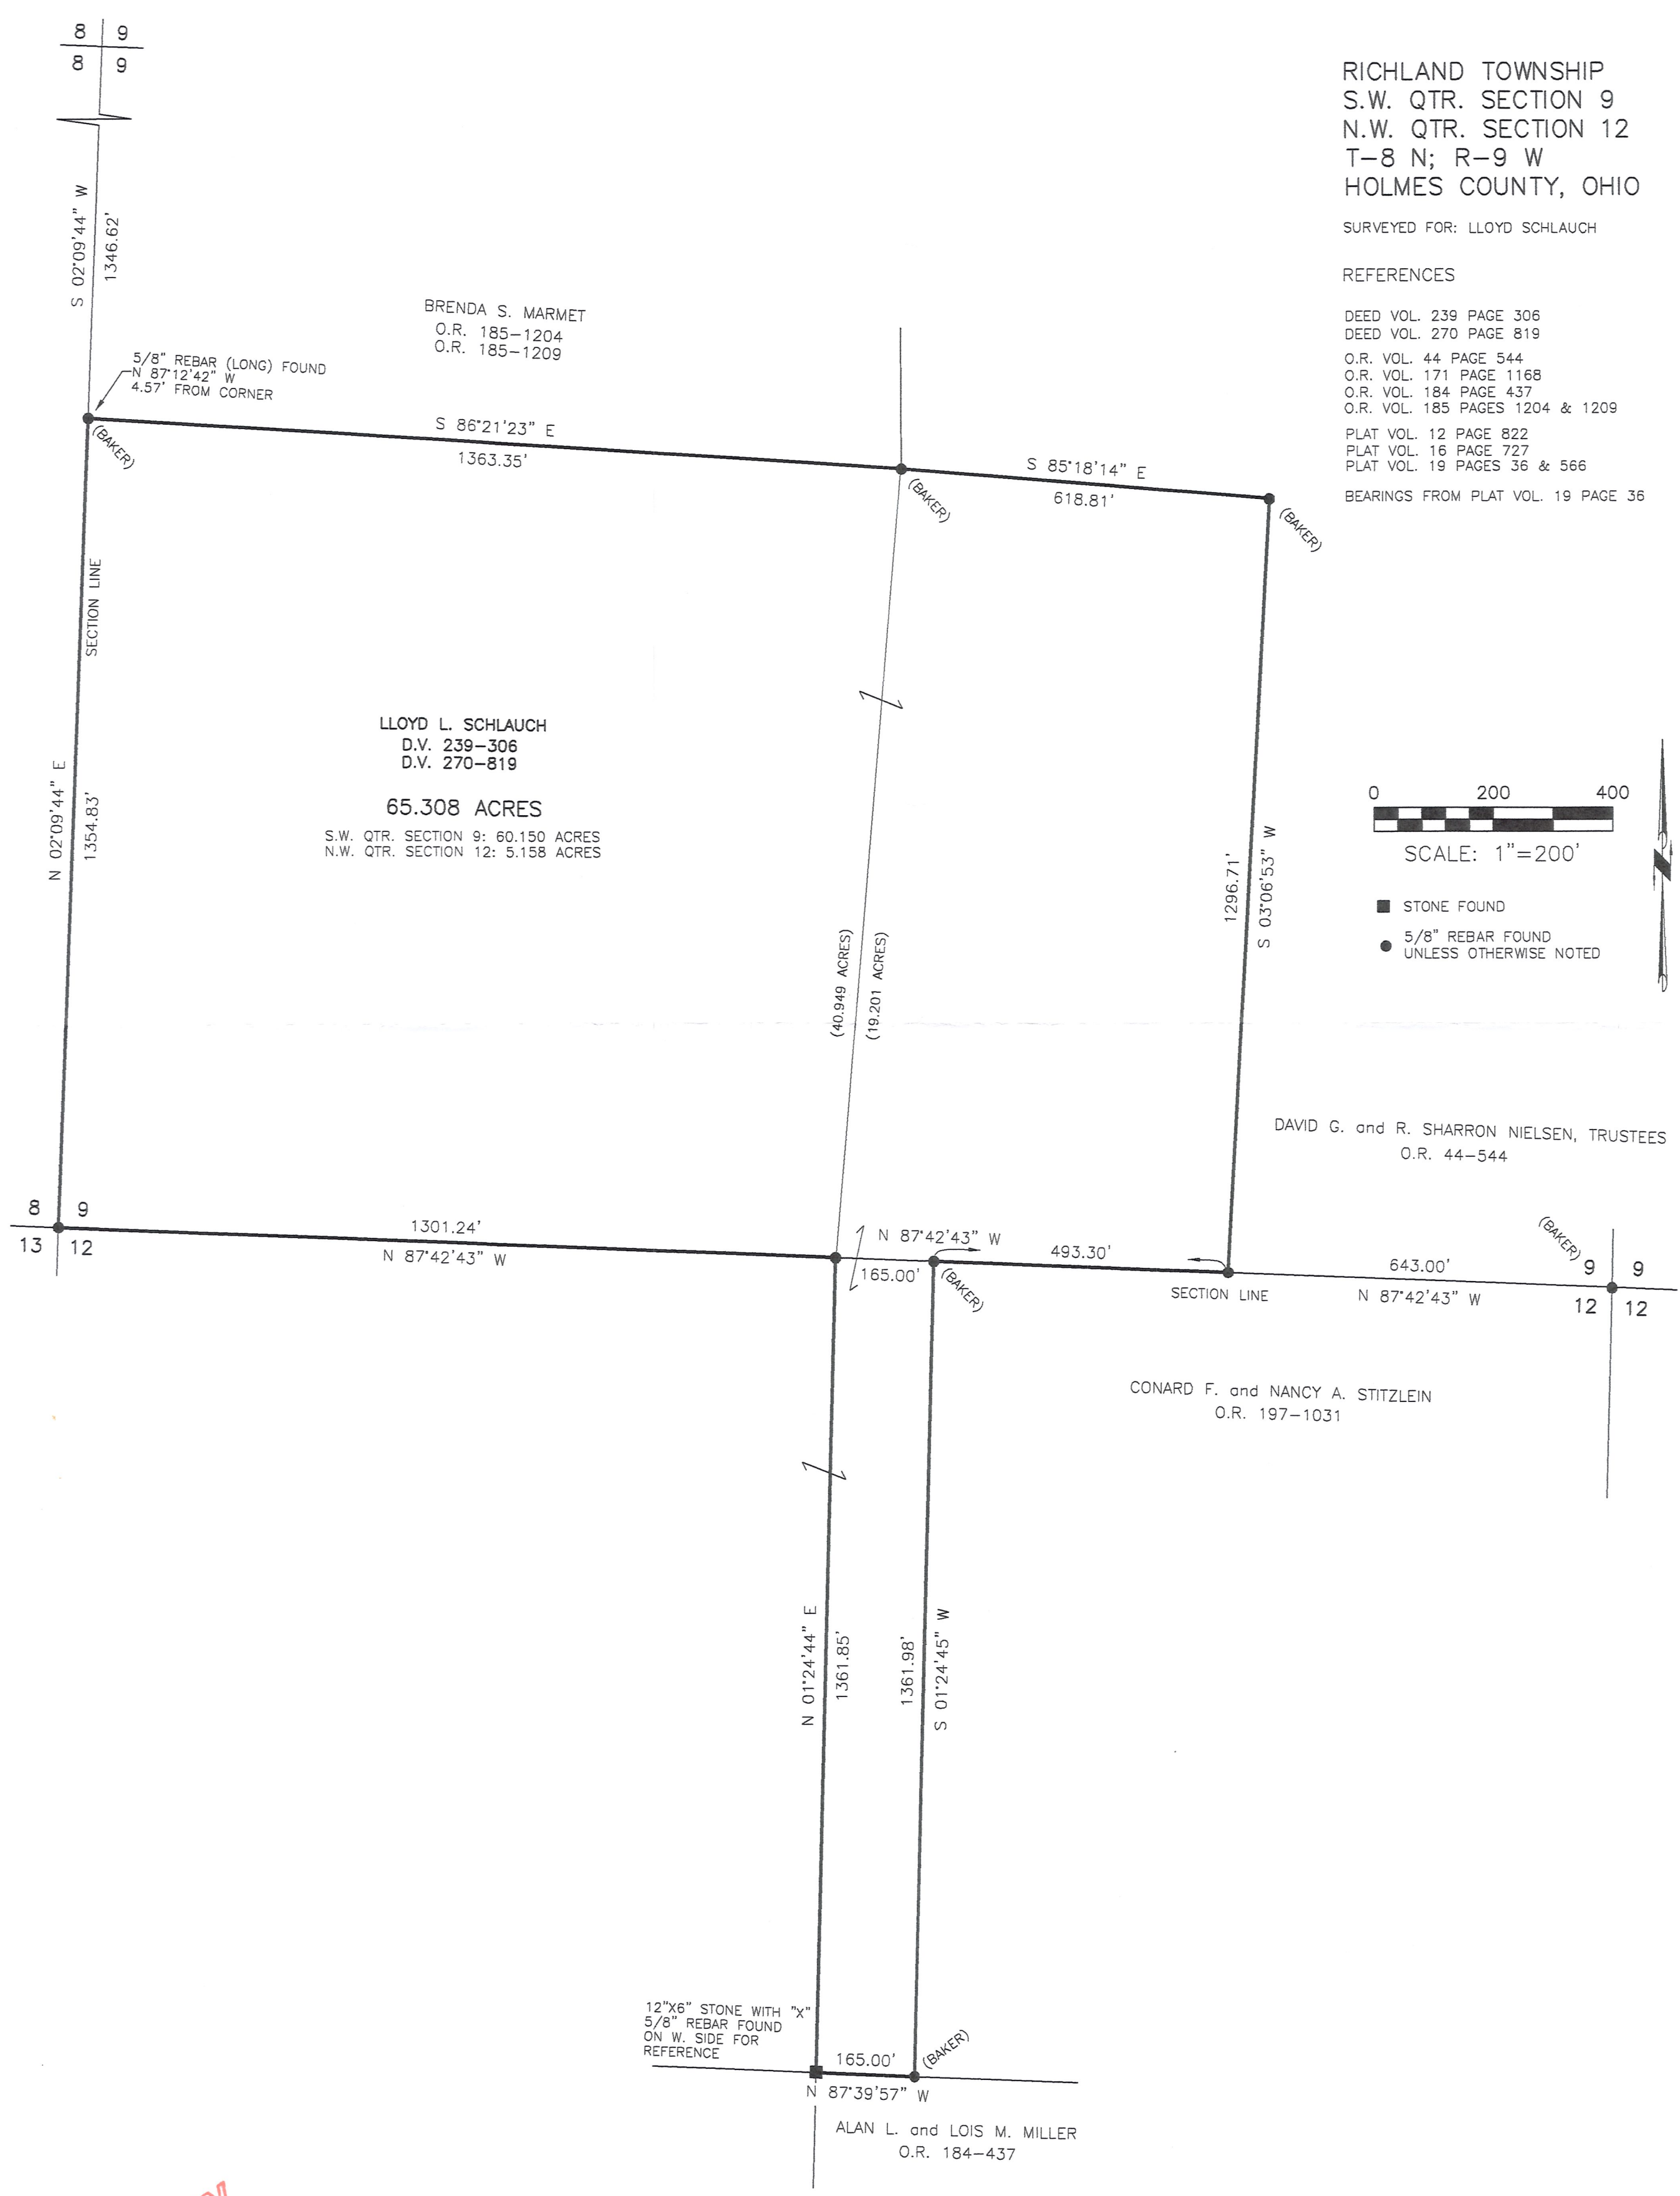 8 9
8 9
RICHLAND TOWNSHIP
S.W. QTR. SECTION 9
N.W. QTR. SECTION 12
T-8 N; R-9 W
HOLMES COUNTY, OHIO
SURVEYED FOR: LLOYD SCHLAUCH
REFERENCES
DEED VOL. 239 PAGE 306
DEED VOL. 270 PAGE 819
O.R. VOL. 44 PAGE 544
O.R. VOL. 171 PAGE 1168
O.R. VOL. 184 PAGE 437
O.R. VOL. 185 PAGES 1204 & 1209
PLAT VOL. 12 PAGE 822
PLAT VOL. 16 PAGE 727
PLAT VOL. 19 PAGES 36 & 566
BEARINGS FROM PLAT VOL. 19 PAGE 36
S 02°09'44" W
1346.62'
BRENDA S. MARMET
O.R. 185-1204
O.R. 185-1209
5/8" REBAR (LONG) FOUND
N 87°12'42" W
4.57' FROM CORNER
(BAKER)
S 86°21'23" E
1363.35'
(BAKER)
S 85°18'14" E
618.81'
(BAKER)
SECTION LINE
N 02°09'44" E
1354.83'
LLOYD L. SCHLAUCH
D.V. 239-306
D.V. 270-819
65.308 ACRES
S.W. QTR. SECTION 9: 60.150 ACRES
N.W. QTR. SECTION 12: 5.158 ACRES
(40.949 ACRES)
(19.201 ACRES)
1296.71'
S 03°06'53" W
0 200 400
SCALE: 1"=200'
N
STONE FOUND
5/8" REBAR FOUND
UNLESS OTHERWISE NOTED
DAVID G. and R. SHARRON NIELSEN, TRUSTEES
O.R. 44-544
8 9
13 12
1301.24'
N 87°42'43" W
N 87°42'43" W
165.00'
(BAKER)
493.30'
SECTION LINE
643.00'
N 87°42'43" W
(BAKER)
9 9
12 12
CONARD F. and NANCY A. STITZLEIN
O.R. 197-1031
N 01°24'44" E
1361.85'
1361.98'
S 01°24'45" W
12"X6" STONE WITH "X"
5/8" REBAR FOUND
ON W. SIDE FOR
REFERENCE
165.00'
(BAKER)
N 87°39'57" W
ALAN L. and LOIS M. MILLER
O.R. 184-437